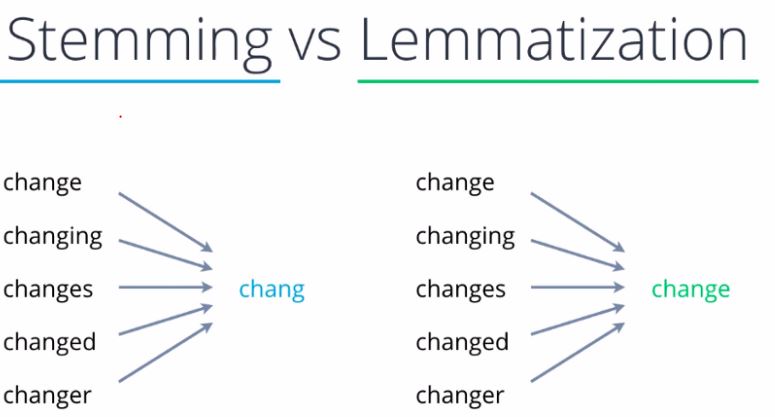 Stemming vs Lemmatization
change
changing
changes
changed
changer
chang
change
changing
changes
changed
changer
change